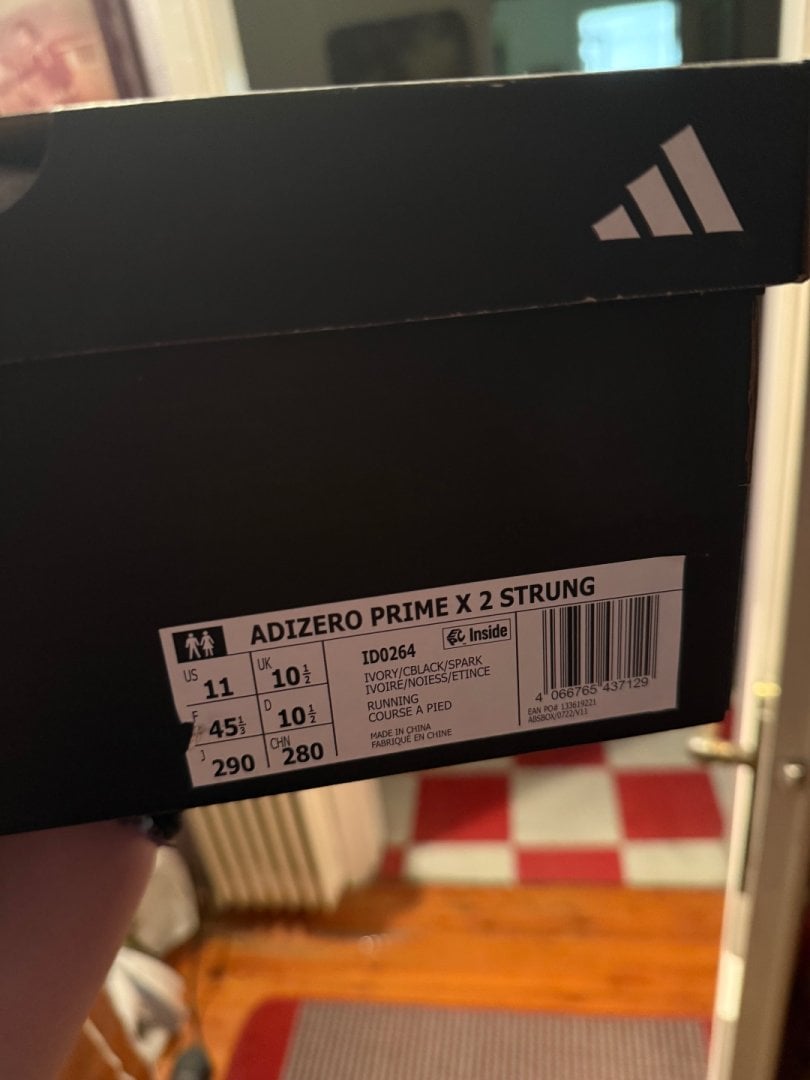 ADIZERO PRIME X 2 STRUNG
US 11
UK 10½
F 45⅓
D 10½
J 290
CHN 280
ID0264
Inside
IVORY/CBLACK/SPARK
IVOIRE/NOIESS/ETINCE
RUNNING
COURSE A PIED
MADE IN CHINA
FABRIQUÉ EN CHINE
4 066765 437129
EAN PO# 133619221
ABSBOX/0722/V11